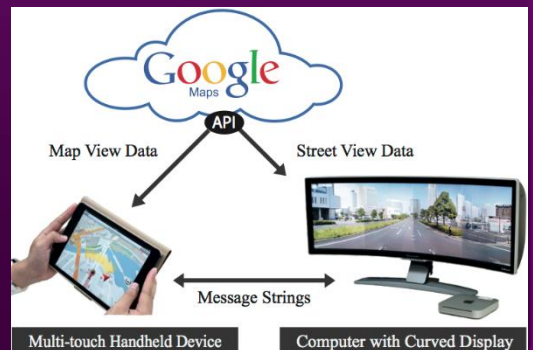 Google
Maps
API
Map View Data
Street View Data
Message Strings
Multi-touch Handheld Device
Computer with Curved Display